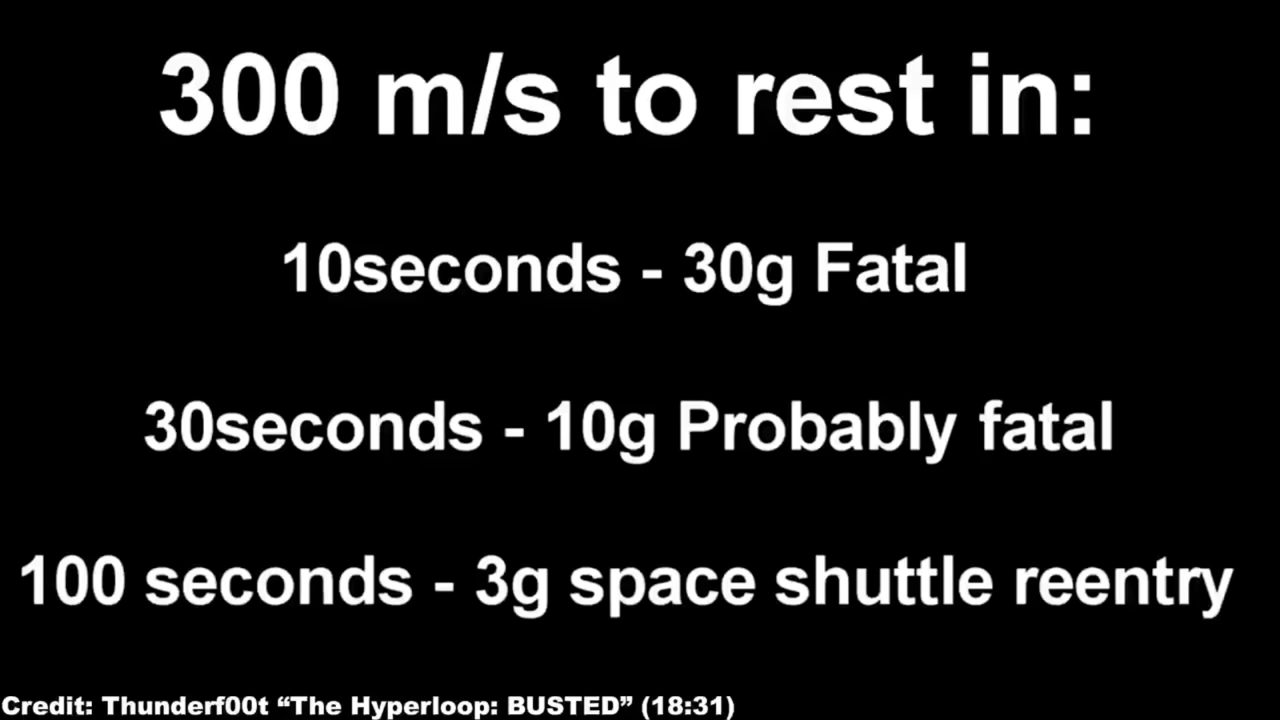 300 m/s to rest in:
10seconds - 30g Fatal
30seconds - 10g Probably fatal
100 seconds - 3g space shuttle reentry
Credit: Thunderf00t “The Hyperloop: BUSTED” (18:31)